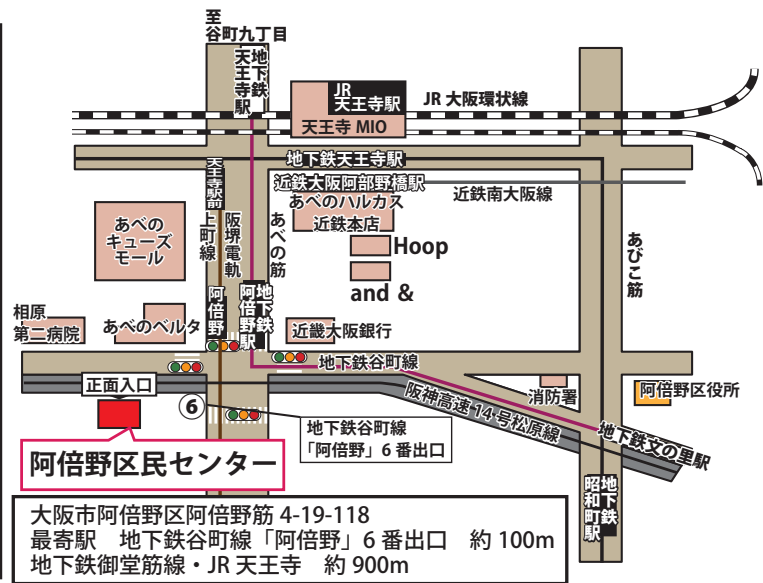 至
谷町九丁目
地下鉄
天王寺駅
JR
天王寺駅
JR 大阪環状線
天王寺 MIO
地下鉄天王寺駅
天王寺駅前
近鉄大阪阿部野橋駅
近鉄南大阪線
あべのハルカス
近鉄本店
あべの
キューズ
モール
上町線
阪堺電軌
あべの筋
Hoop
and &
あびこ筋
阿倍野
地下鉄
阿倍野駅
相原
第二病院
あべのベルタ
近畿大阪銀行
地下鉄谷町線
正面入口
消防署
阿倍野区役所
阪神高速 14 号松原線
⑥
地下鉄谷町線
「阿倍野」6 番出口
地下鉄文の里駅
阿倍野区民センター
地下鉄
昭和町駅
大阪市阿倍野区阿倍野筋 4-19-118
最寄駅 地下鉄谷町線「阿倍野」6 番出口 約 100m
地下鉄御堂筋線・JR 天王寺 約 900m